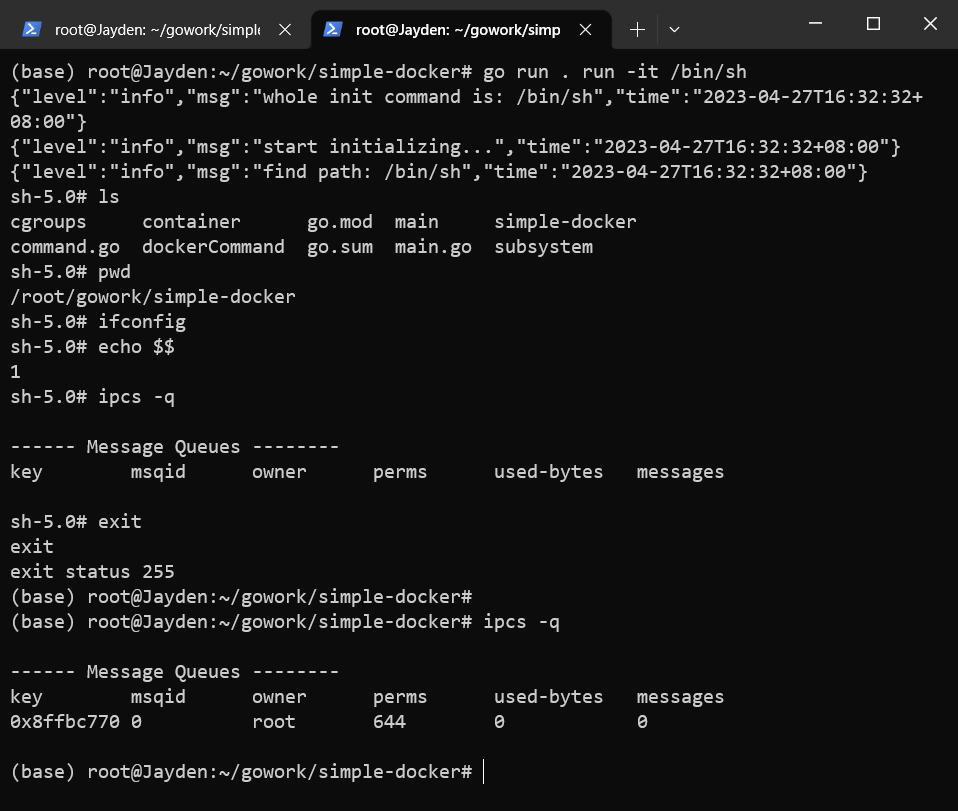 root@Jayden: ~/gowork/simple root@Jayden: ~/gowork/simp
(base) root@Jayden:~/gowork/simple-docker# go run . run -it /bin/sh
{"level":"info","msg":"whole init command is: /bin/sh","time":"2023-04-27T16:32:32+
08:00"}
{"level":"info","msg":"start initializing...","time":"2023-04-27T16:32:32+08:00"}
{"level":"info","msg":"find path: /bin/sh","time":"2023-04-27T16:32:32+08:00"}
sh-5.0# ls
cgroups container go.mod main simple-docker
command.go dockerCommand go.sum main.go subsystem
sh-5.0# pwd
/root/gowork/simple-docker
sh-5.0# ifconfig
sh-5.0# echo $$
1
sh-5.0# ipcs -q
------ Message Queues --------
key msqid owner perms used-bytes messages
sh-5.0# exit
exit
exit status 255
(base) root@Jayden:~/gowork/simple-docker#
(base) root@Jayden:~/gowork/simple-docker# ipcs -q
------ Message Queues --------
key msqid owner perms used-bytes messages
0x8ffbc770 0 root 644 0 0
(base) root@Jayden:~/gowork/simple-docker#